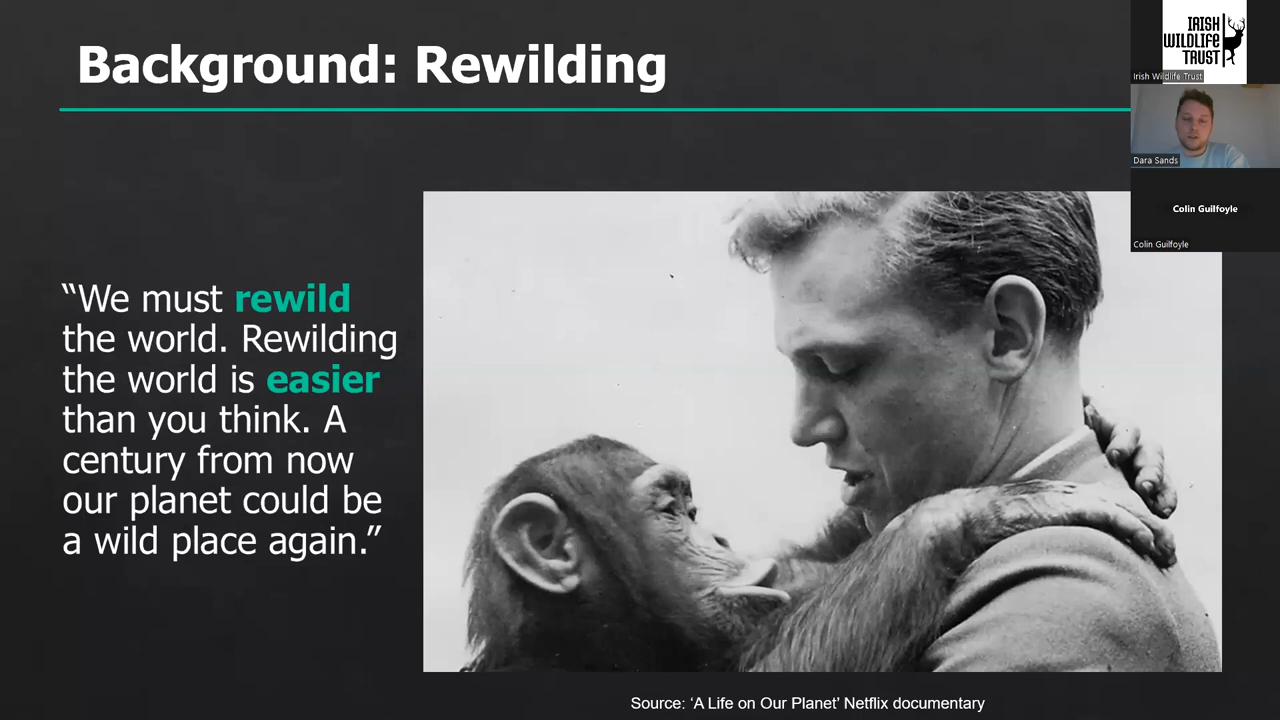 Background: Rewilding
IRISH
WILDLIFE
TRUST
Irish Wildlife Trust
Dara Sands
Colin Guilfoyle
Colin Guilfoyle
“We must rewild
the world. Rewilding
the world is easier
than you think. A
century from now
our planet could be
a wild place again.”
Source: ‘A Life on Our Planet’ Netflix documentary